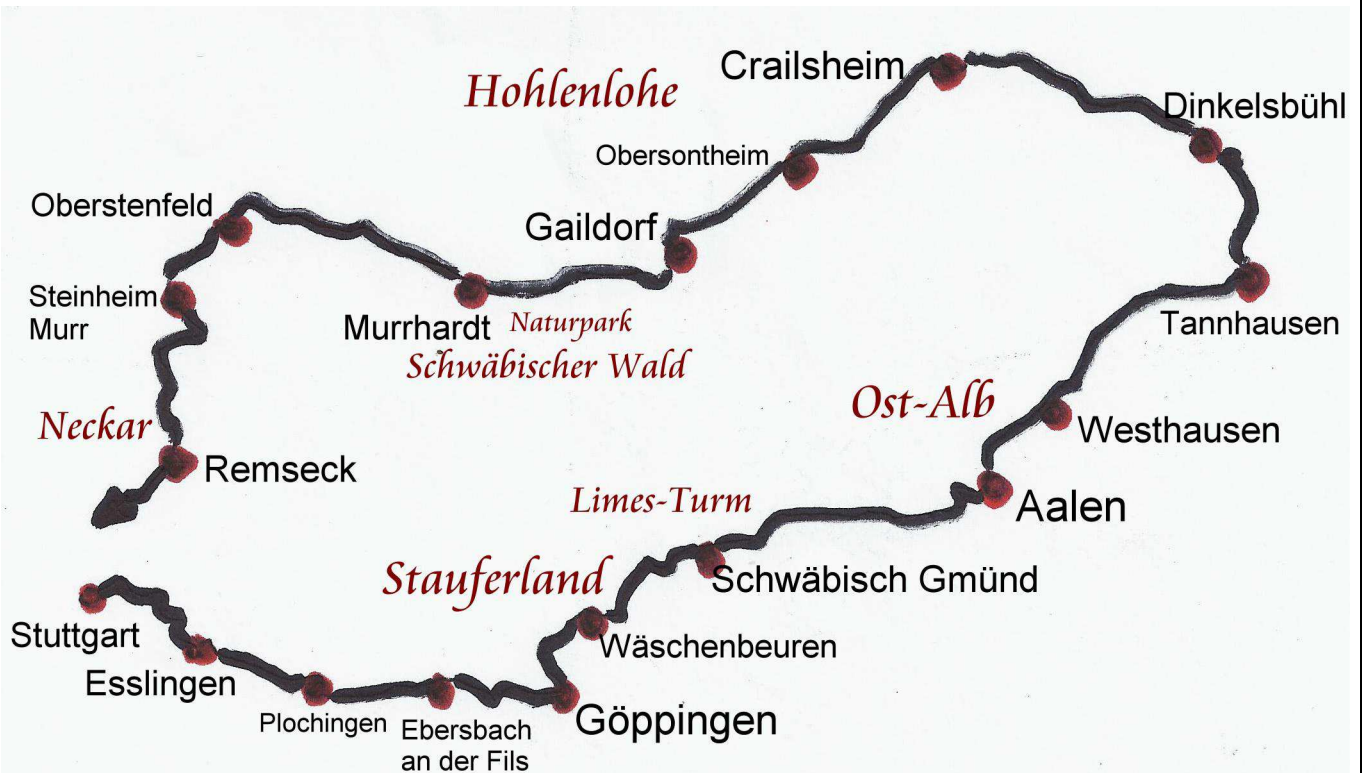 Crailsheim
Hohlenlohe
Dinkelsbühl
Obersontheim
Oberstenfeld
Gaildorf
Steinheim
Murr
Murrhardt
Naturpark
Schwäbischer Wald
Tannhausen
Ost-Alb
Neckar
Westhausen
Remseck
Limes-Turm
Aalen
Stauferland
Schwäbisch Gmünd
Stuttgart
Wäschenbeuren
Esslingen
Plochingen
Ebersbach
an der Fils
Göppingen